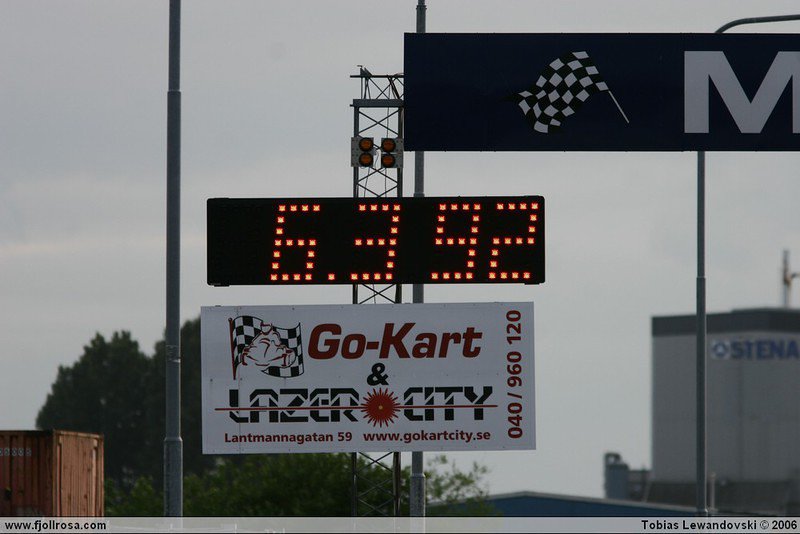 M
6.392
Go-Kart
&
LAZER CITY
Lantmannagatan 59 www.gokartcity.se
040/960 120
STENA
www.fjollrosa.com
Tobias Lewandovski © 2006